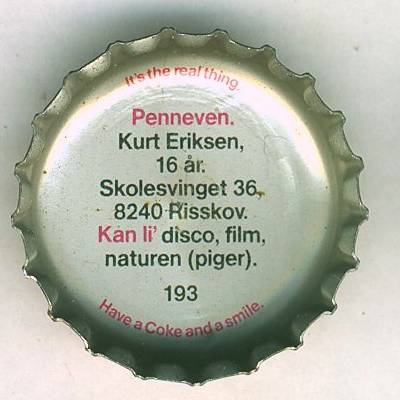 It's the real thing.
Penneven.
Kurt Eriksen,
16 år.
Skolesvinget 36,
8240 Risskov.
Kan li' disco, film,
naturen (piger).
193
Have a Coke and a smile.